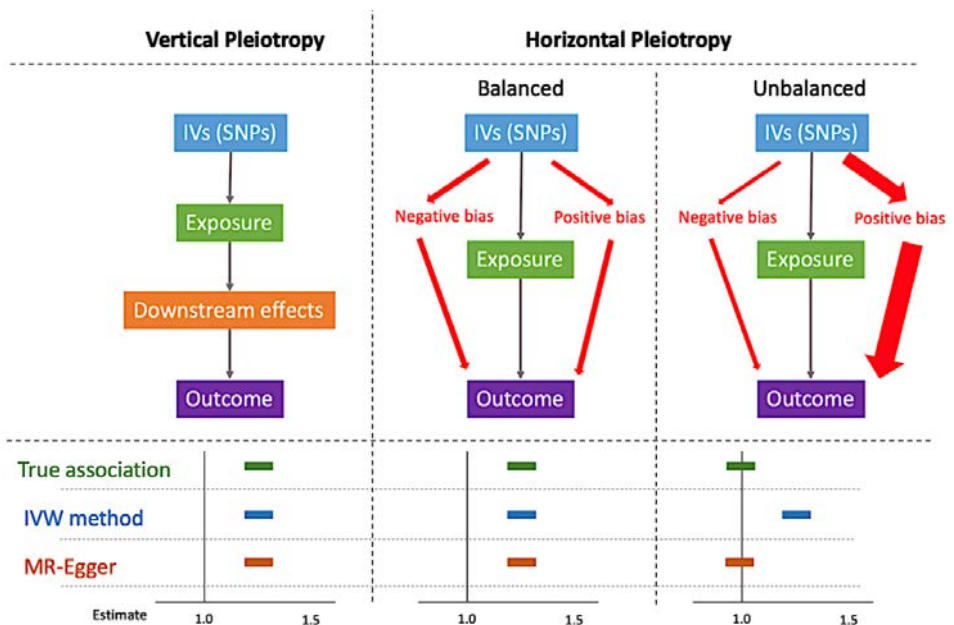 Vertical Pleiotropy
Horizontal Pleiotropy
Balanced
Unbalanced
IVs (SNPs)
IVs (SNPs)
IVs (SNPs)
Exposure
Negative bias
Positive bias
Negative bias
Positive bias
Exposure
Exposure
Downstream effects
Outcome
Outcome
Outcome
True association
IVW method
MR-Egger
Estimate
1.0
1.5
1.0
1.5
1.0
1.5